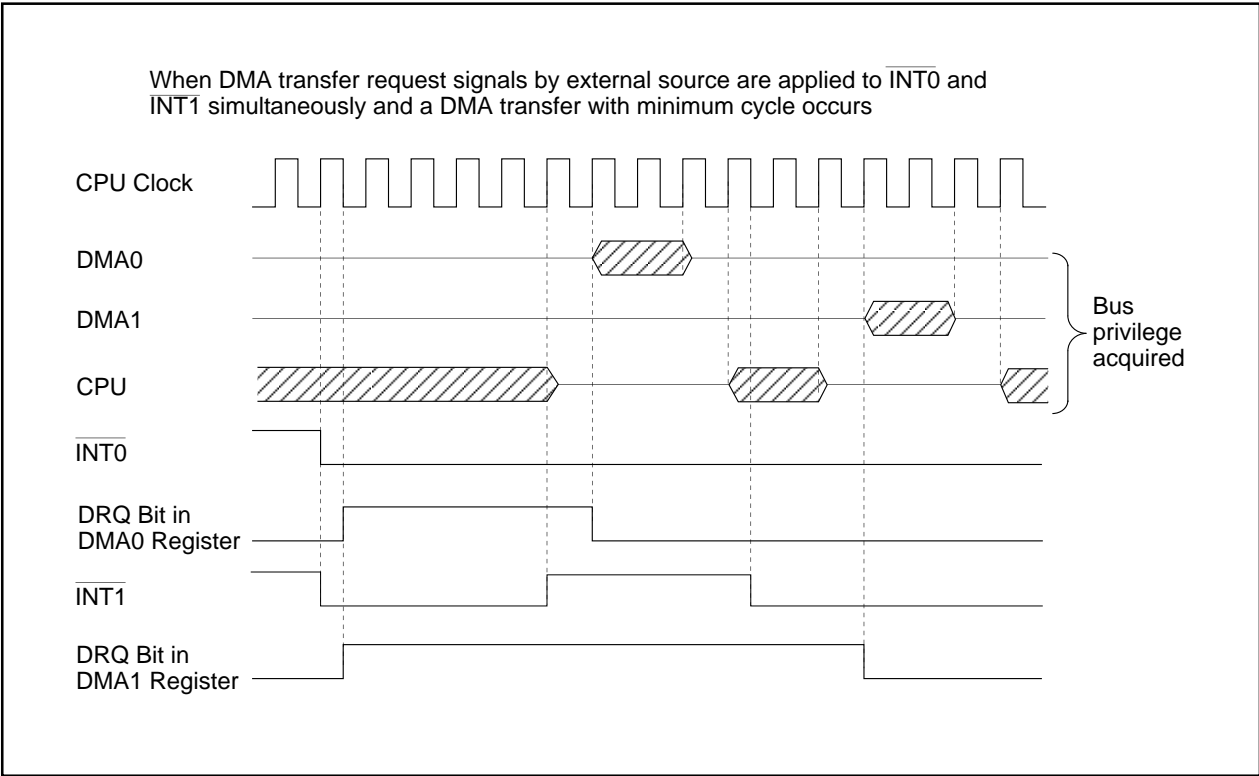 When DMA transfer request signals by external source are applied to INT0 and
INT1 simultaneously and a DMA transfer with minimum cycle occurs
CPU Clock
DMA0
DMA1
CPU
Bus
privilege
acquired
INT0
DRQ Bit in
DMA0 Register
INT1
DRQ Bit in
DMA1 Register